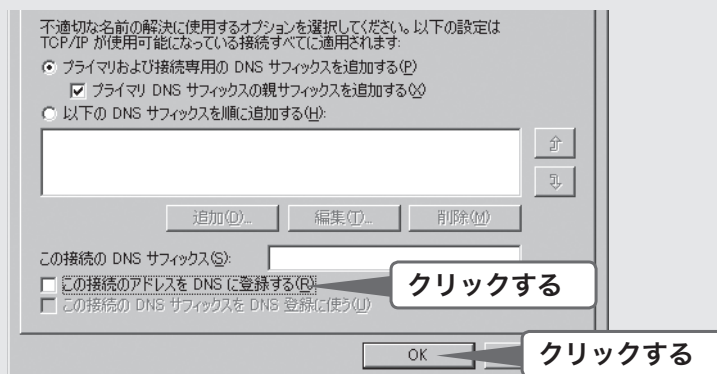 不適切な名前の解決に使用するオプションを選択してください。以下の設定は
TCP/IP が使用可能になっている接続すべてに適用されます:
プライマリおよび接続専用の DNS サフィックスを追加する(P)
プライマリ DNS サフィックスの親サフィックスを追加する(X)
以下の DNS サフィックスを順に追加する(H):
追加(D)... 編集(T)... 削除(M)
この接続の DNS サフィックス(S):
この接続のアドレスを DNS に登録する(R)
クリックする
この接続の DNS サフィックスを DNS 登録に使う(U)
OK
クリックする